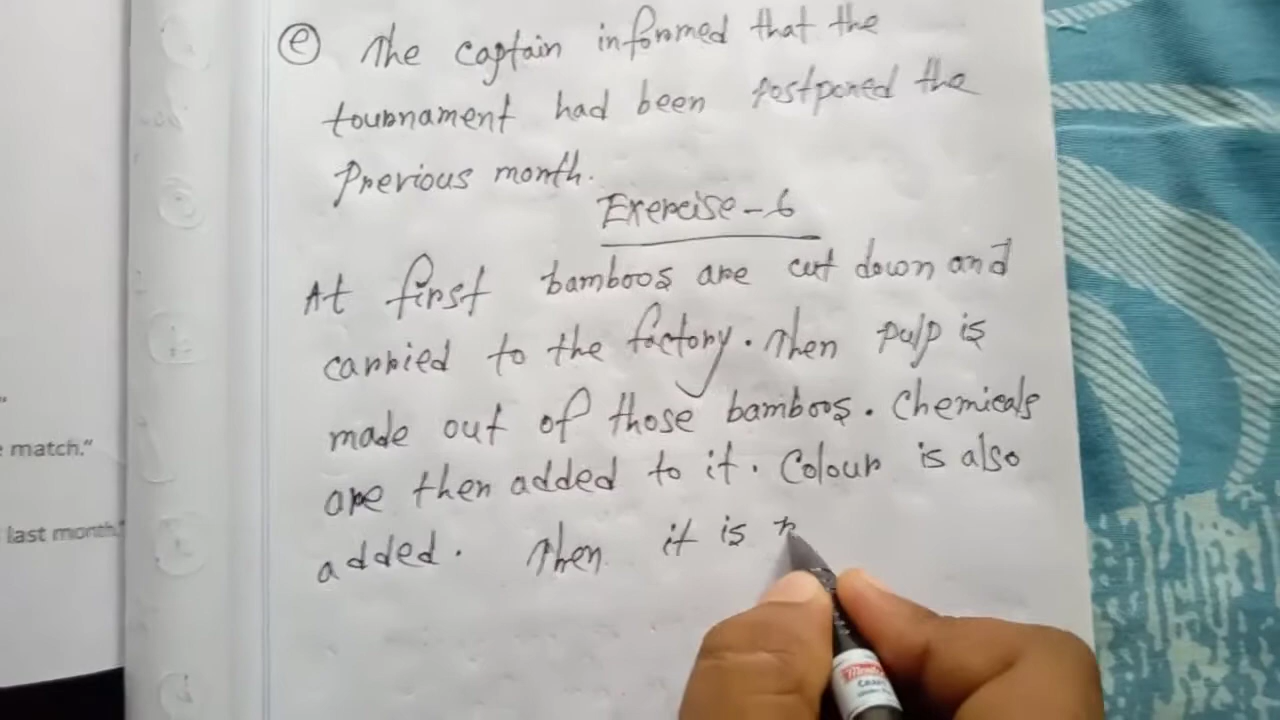 e The captain informed that the
tournament had been postponed the
Previous month.
Exercise-6
At first bamboos are cut down and
carried to the factory. Then pulp is
made out of those bamboos. Chemicals
are then added to it. Colour is also
added. Then it is
match."
last month."